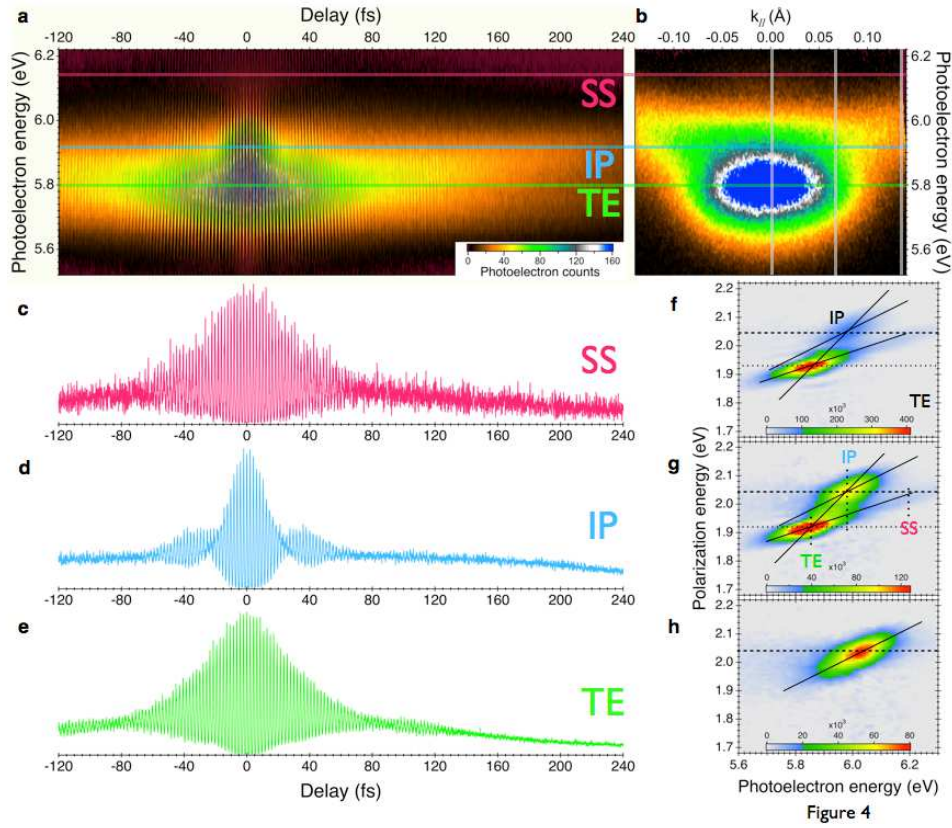 a
Delay (fs)
-120 -80 -40 0 40 80 120 160 200 240
Photoelectron energy (eV)
6.2
6.0
5.8
5.6
SS
IP
TE
0 40 80 120 160
Photoelectron counts
b
k// (Å)
-0.10 -0.05 0.00 0.05 0.10
6.2
6.0
5.8
5.6
Photoelectron energy (eV)
c
SS
-120 -80 -40 0 40 80 120 160 200 240
d
IP
-120 -80 -40 0 40 80 120 160 200 240
e
TE
-120 -80 -40 0 40 80 120 160 200 240
Delay (fs)
Polarization energy (eV)
f
2.2
2.1
2.0
1.9
1.8
1.7
IP
TE
x10³
0 100 200 300 400
g
2.2
2.1
2.0
1.9
1.8
1.7
IP
SS
TE
x10³
0 40 80 120
h
2.2
2.1
2.0
1.9
1.8
1.7
x10³
0 20 40 60 80
5.6 5.8 6.0 6.2
Photoelectron energy (eV)
Figure 4